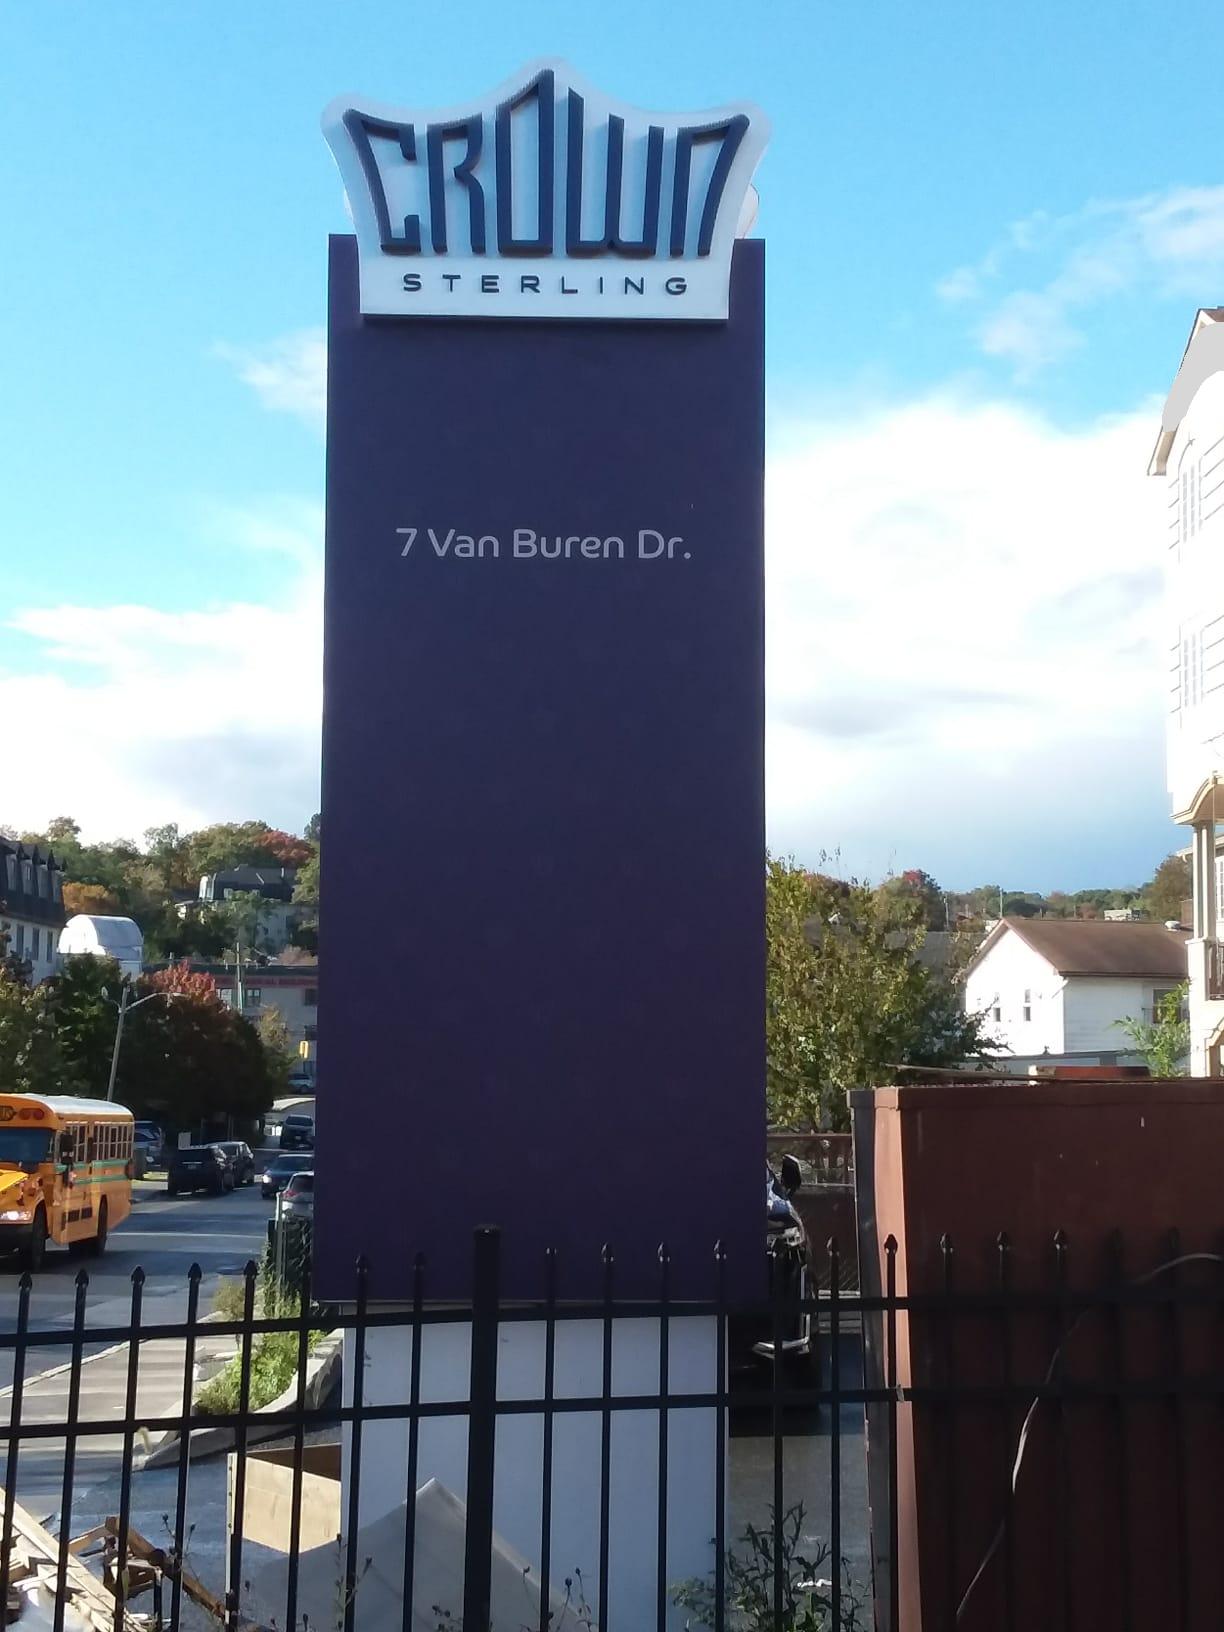 CROWN
STERLING
7 Van Buren Dr.